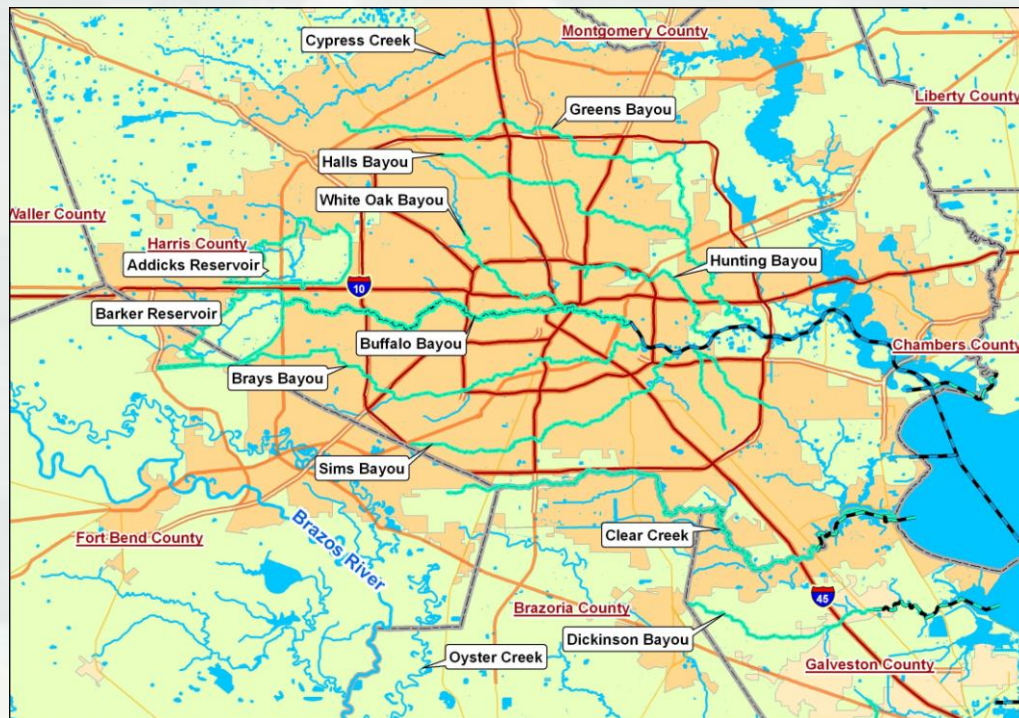 Cypress Creek
Montgomery County
Liberty County
Greens Bayou
Halls Bayou
White Oak Bayou
Waller County
Harris County
Addicks Reservoir
Hunting Bayou
10
Barker Reservoir
Buffalo Bayou
Chambers County
Brays Bayou
Sims Bayou
Brazos River
Fort Bend County
Clear Creek
45
Brazoria County
Dickinson Bayou
Oyster Creek
Galveston County